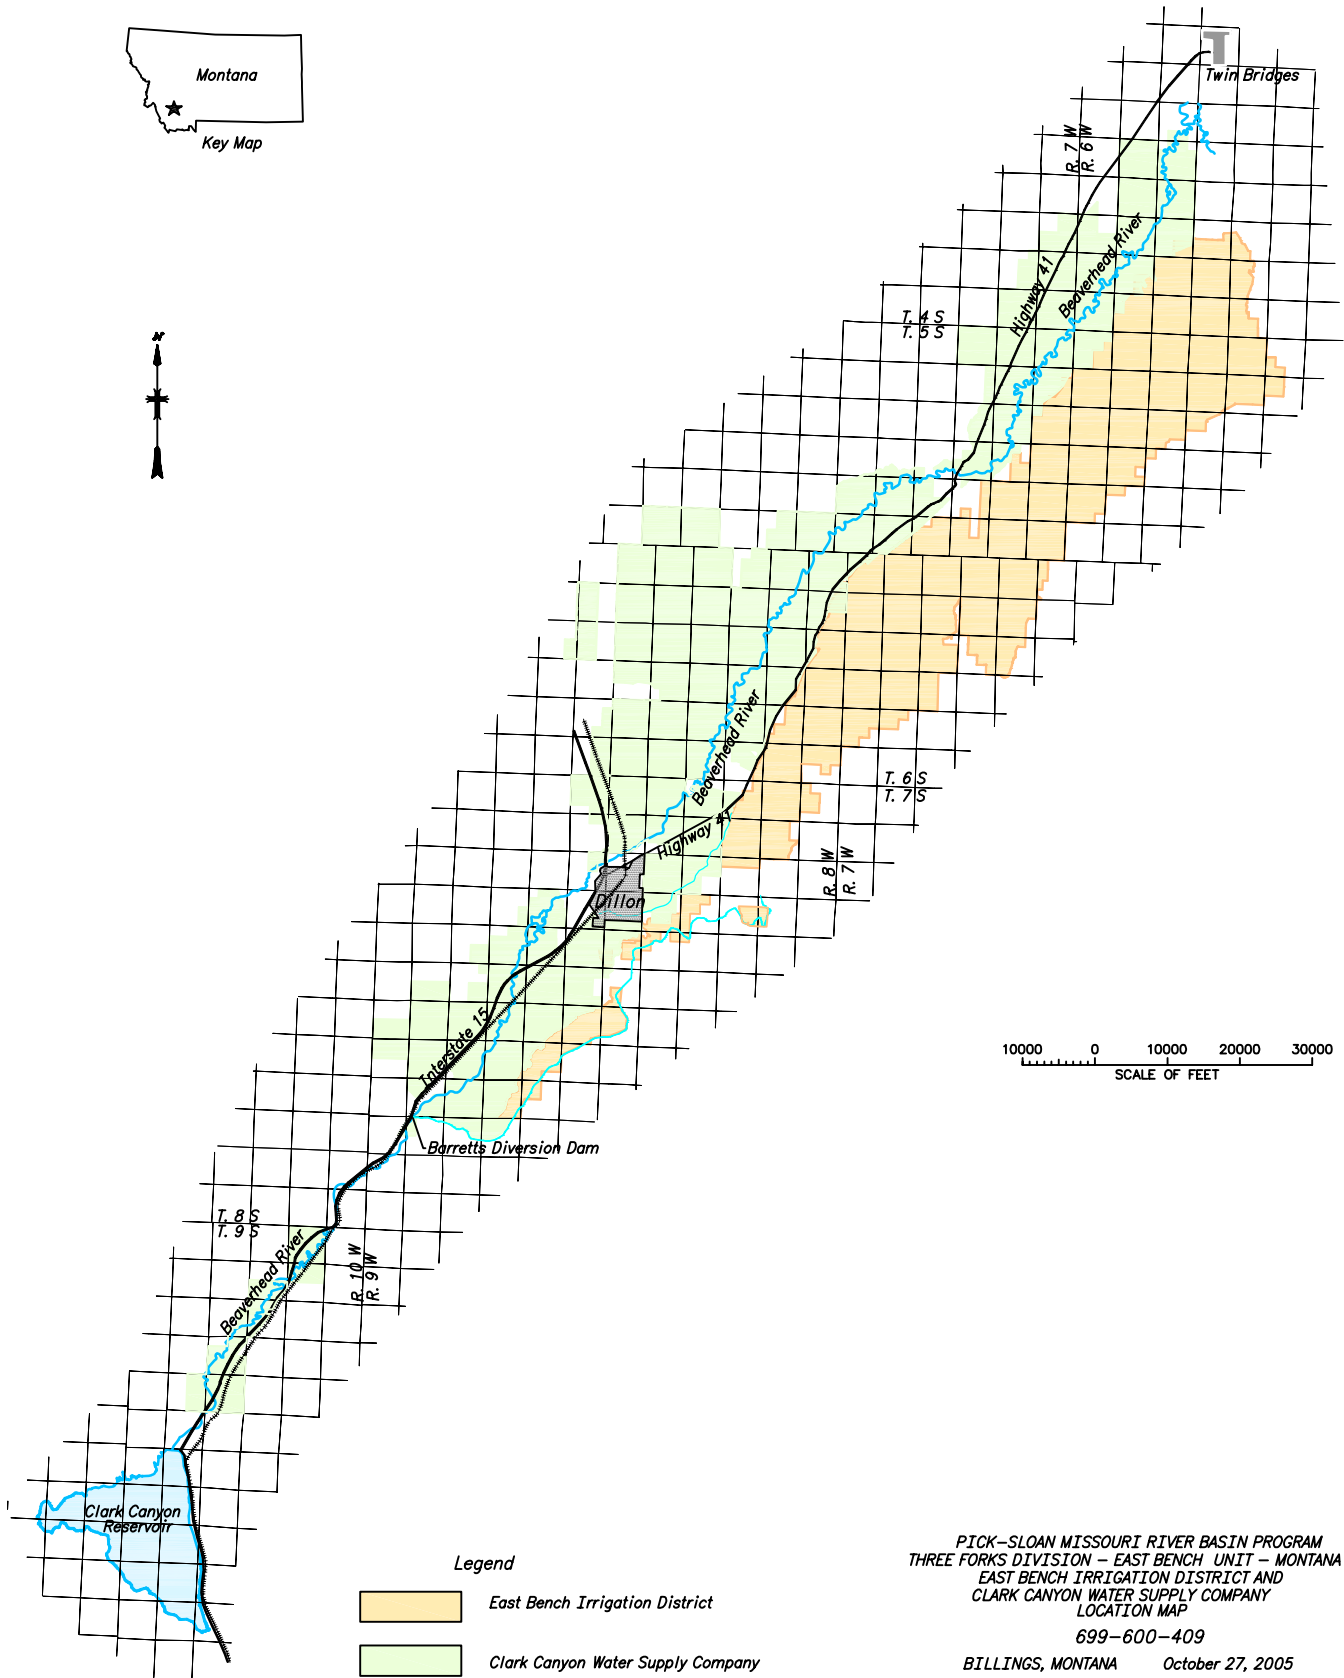 Montana
Key Map
N
Twin Bridges
R. 7 W
R. 6 W
Beaverhead River
Highway 41
T. 4 S
T. 5 S
Beaverhead River
T. 6 S
T. 7 S
Highway 41
R. 8 W
R. 7 W
Dillon
Interstate 15
10000 0 10000 20000 30000
SCALE OF FEET
Barretts Diversion Dam
T. 8 S
T. 9 S
Beaverhead River
R. 10 W
R. 9 W
Clark Canyon
Reservoir
Legend
East Bench Irrigation District
Clark Canyon Water Supply Company
PICK-SLOAN MISSOURI RIVER BASIN PROGRAM
THREE FORKS DIVISION - EAST BENCH UNIT - MONTANA
EAST BENCH IRRIGATION DISTRICT AND
CLARK CANYON WATER SUPPLY COMPANY
LOCATION MAP
699-600-409
BILLINGS, MONTANA October 27, 2005